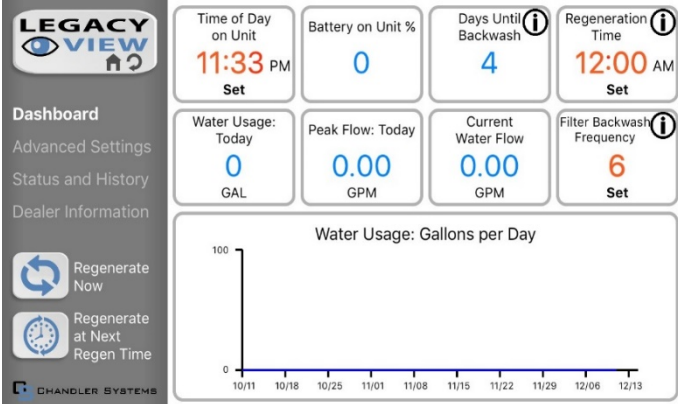 LEGACY
VIEW
Dashboard
Advanced Settings
Status and History
Dealer Information
Regenerate
Now
Regenerate
at Next
Regen Time
CHANDLER SYSTEMS
Time of Day
on Unit
11:33 PM
Set
Battery on Unit %
0
Days Until
Backwash
i
4
Regeneration
Time
i
12:00 AM
Set
Water Usage:
Today
0
GAL
Peak Flow: Today
0.00
GPM
Current
Water Flow
0.00
GPM
Filter Backwash
Frequency
i
6
Set
Water Usage: Gallons per Day
100
0
10/11 10/18 10/25 11/01 11/08 11/15 11/22 11/29 12/06 12/13